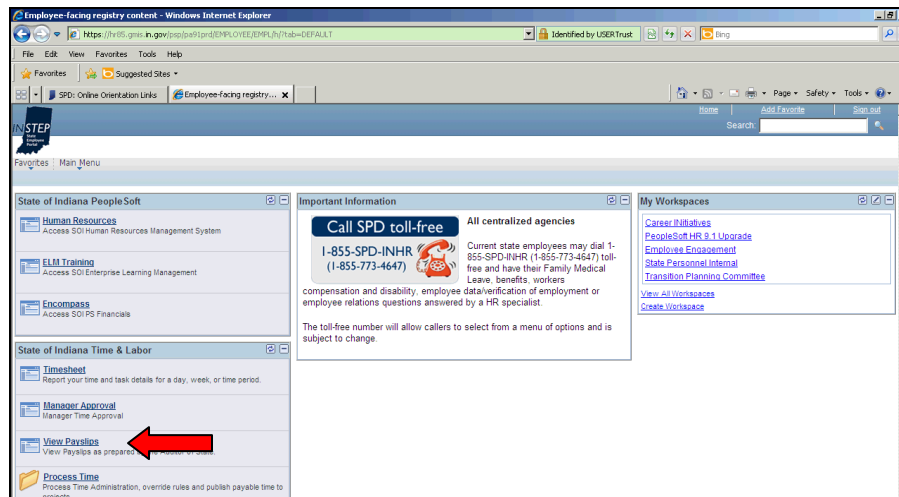 Employee-facing registry content - Windows Internet Explorer
https://hr85.gmis.in.gov/psp/pa91prd/EMPLOYEE/EMPL/h/?tab=DEFAULT
Identified by USERTrust
Bing
File Edit View Favorites Tools Help
Favorites Suggested Sites
SPD: Online Orientation Links
Employee-facing registry...
Page Safety Tools
Home Add Favorite Sign out
INSTEP
State
Employee
Portal
Search:
Favorites Main Menu
State of Indiana PeopleSoft
Human Resources
Access SOI Human Resources Management System
ELM Training
Access SOI Enterprise Learning Management
Encompass
Access SOI PS Financials
State of Indiana Time & Labor
Timesheet
Report your time and task details for a day, week, or time period.
Manager Approval
Manager Time Approval
View Payslips
View Payslips as prepared Auditor of State.
Process Time
Process Time Administration, override rules and publish payable time to
projects
Important Information
Call SPD toll-free
1-855-SPD-INHR
(1-855-773-4647)
All centralized agencies
Current state employees may dial 1-
855-SPD-INHR (1-855-773-4647) toll-
free and have their Family Medical
Leave, benefits, workers
compensation and disability, employee data/verification of employment or
employee relations questions answered by a HR specialist.
The toll-free number will allow callers to select from a menu of options and is
subject to change.
My Workspaces
Career INitiatives
PeopleSoft HR 9.1 Upgrade
Employee Engagement
State Personnel Internal
Transition Planning Committee
View All Workspaces
Create Workspace